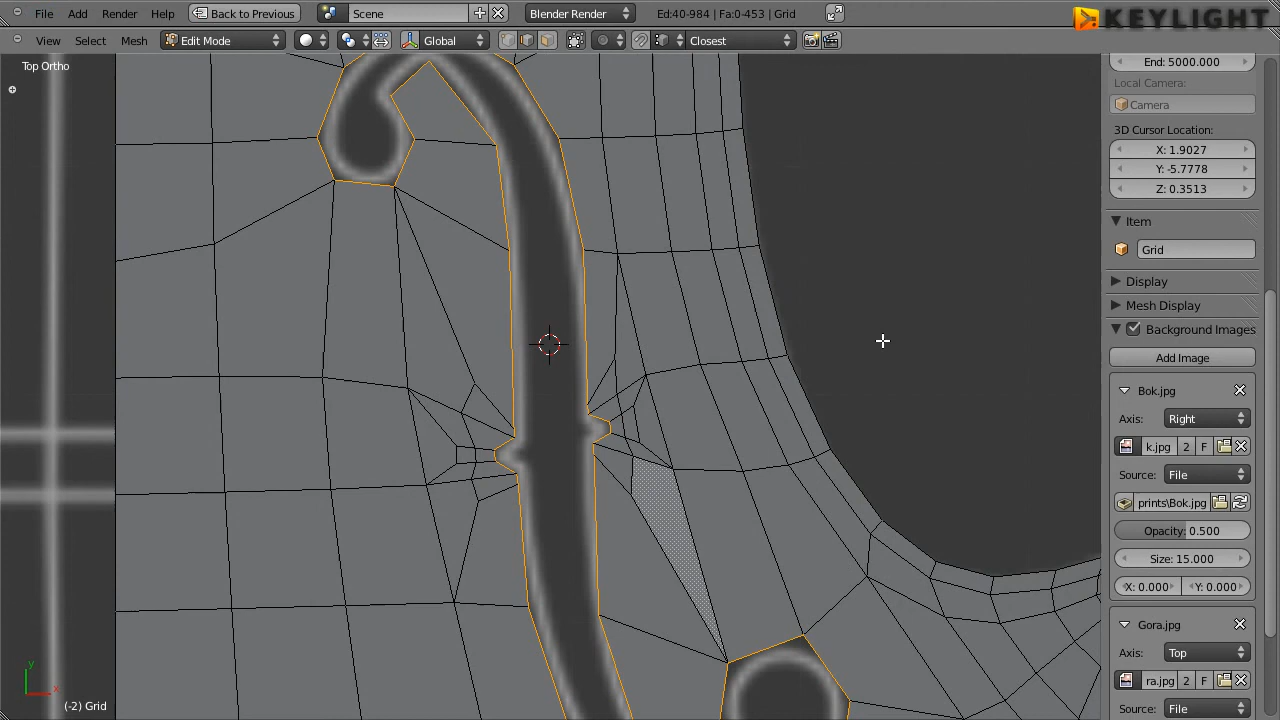 File Add Render Help Back to Previous Scene Blender Render Ed:40-984 | Fa:0-453 | Grid KEYLIGHT
View Select Mesh Edit Mode Global Closest
Top Ortho
End: 5000.000
Local Camera:
Camera
3D Cursor Location:
X: 1.9027
Y: -5.7778
Z: 0.3513
Item
Grid
Display
Mesh Display
Background Images
Add Image
Bok.jpg
Axis: Right
k.jpg 2 F
Source: File
prints\Bok.jpg
Opacity: 0.500
Size: 15.000
X: 0.000 Y: 0.000
Gora.jpg
Axis: Top
ra.jpg 2 F
Source: File
y
x
(-2) Grid